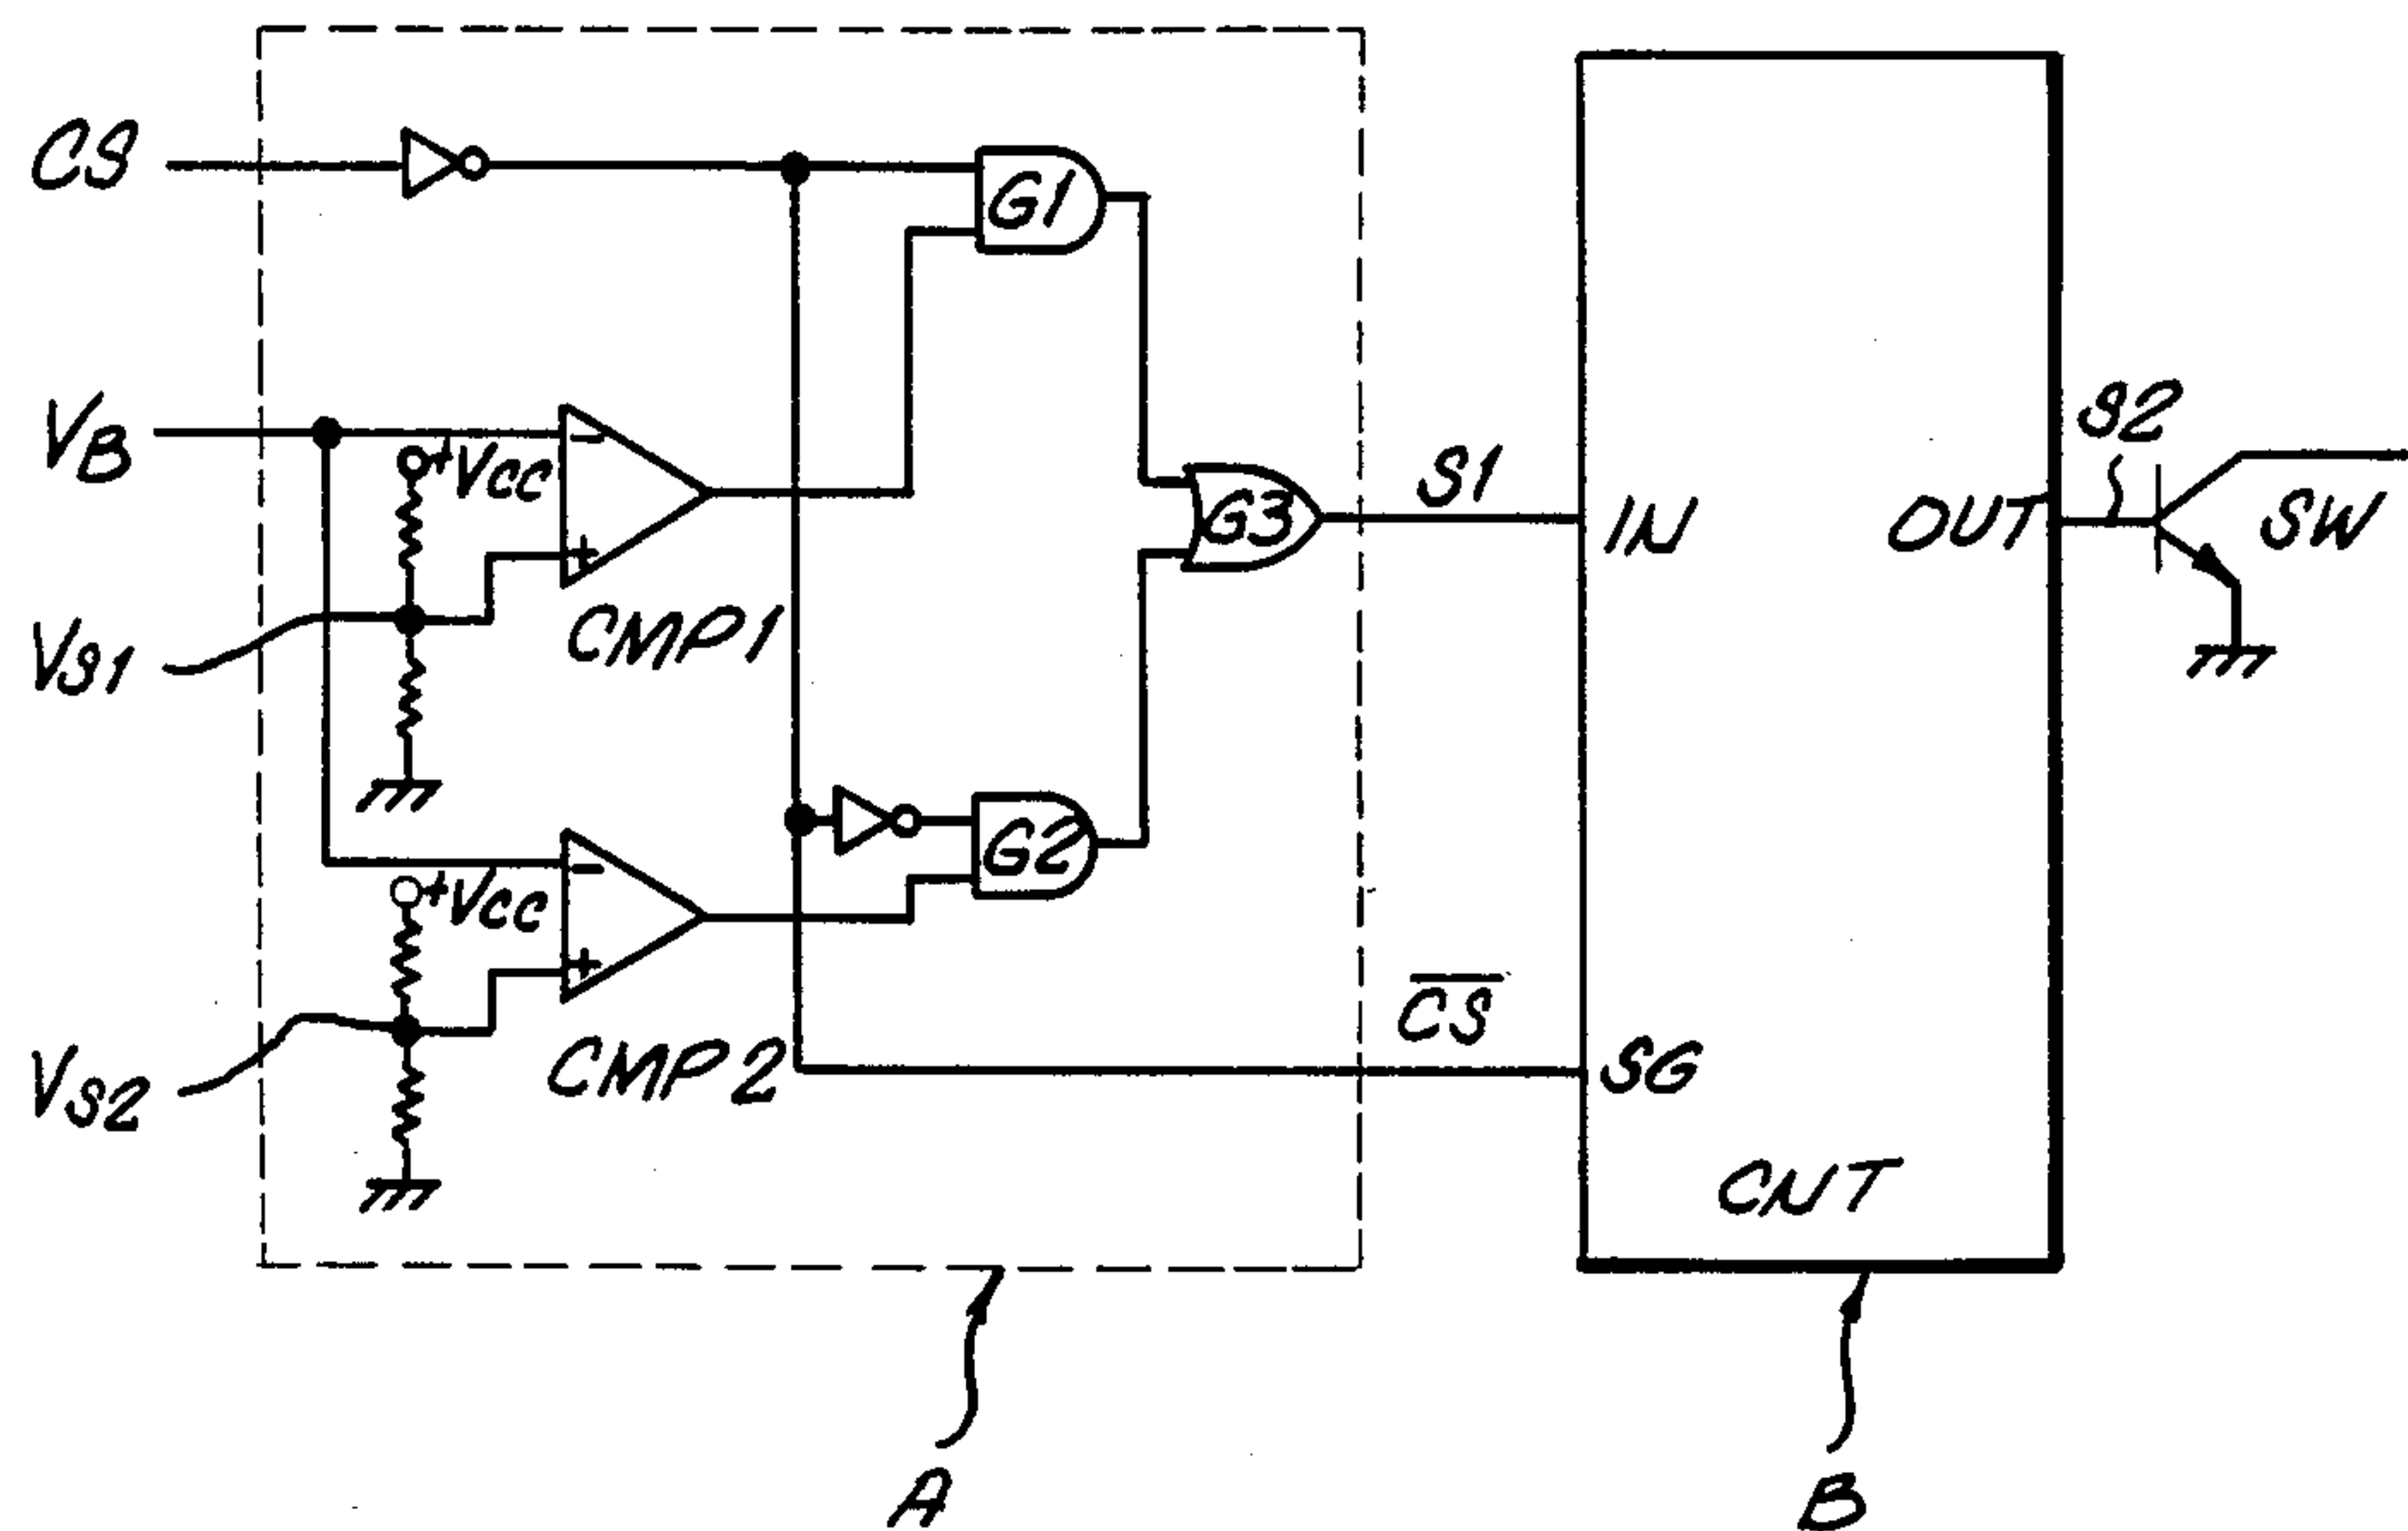 CS
G1
VB
+VCC
-
+
S1
G3
IN
OUT
S2
SW
VS1
CMP1
G2
-
+VCC
+
CS
SG
VS2
CMP2
CNT
A
B